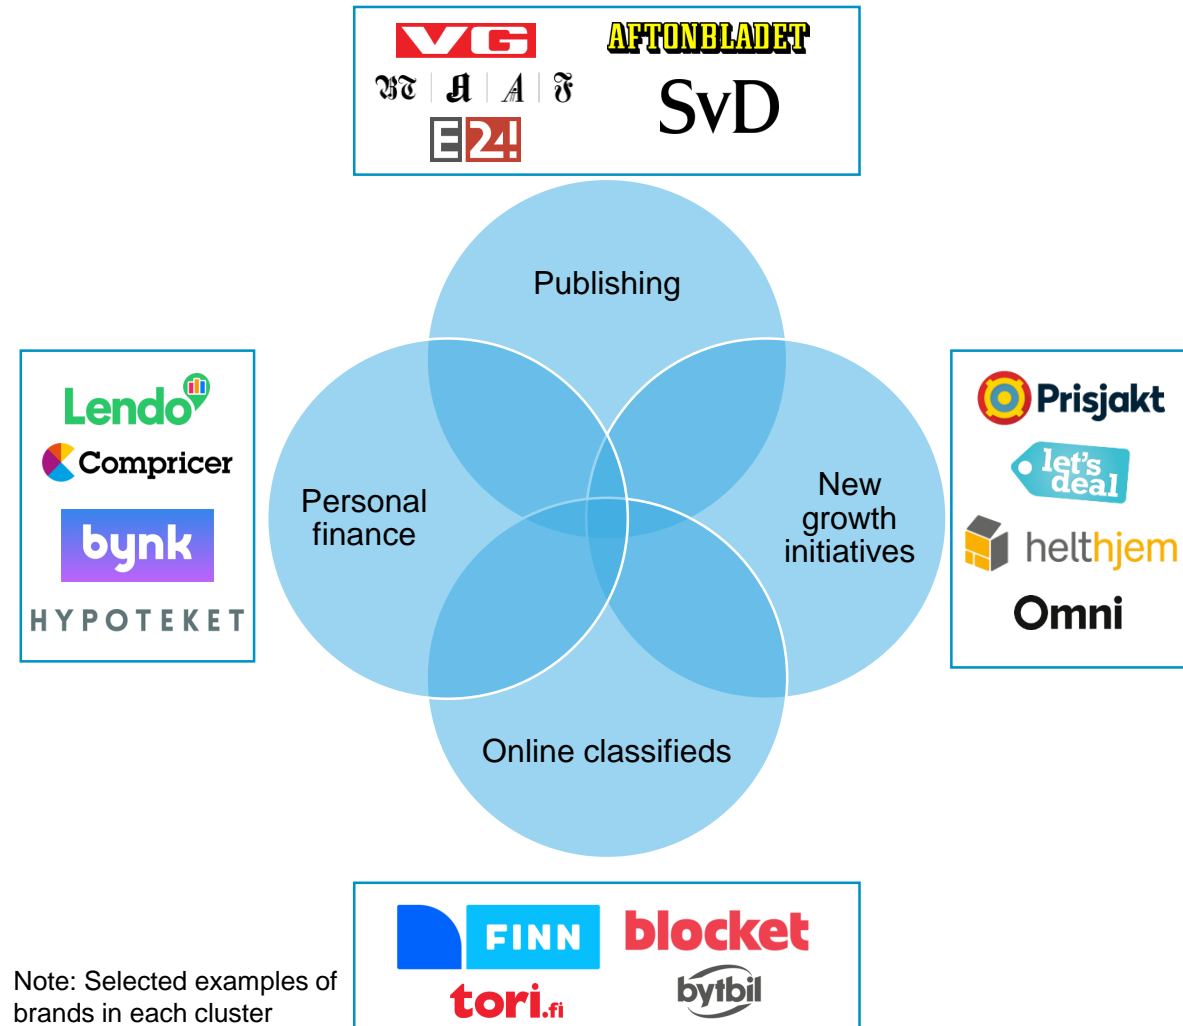 VG
AFTONBLADET
BT | A | A | F
SvD
E24!
Publishing
Lendo
Compricer
bynk
HYPOTEKET
Personal
finance
New
growth
initiatives
Prisjakt
let's
deal
helthjem
Omni
Online classifieds
FINN
blocket
tori.fi
bytbil
Note: Selected examples of
brands in each cluster